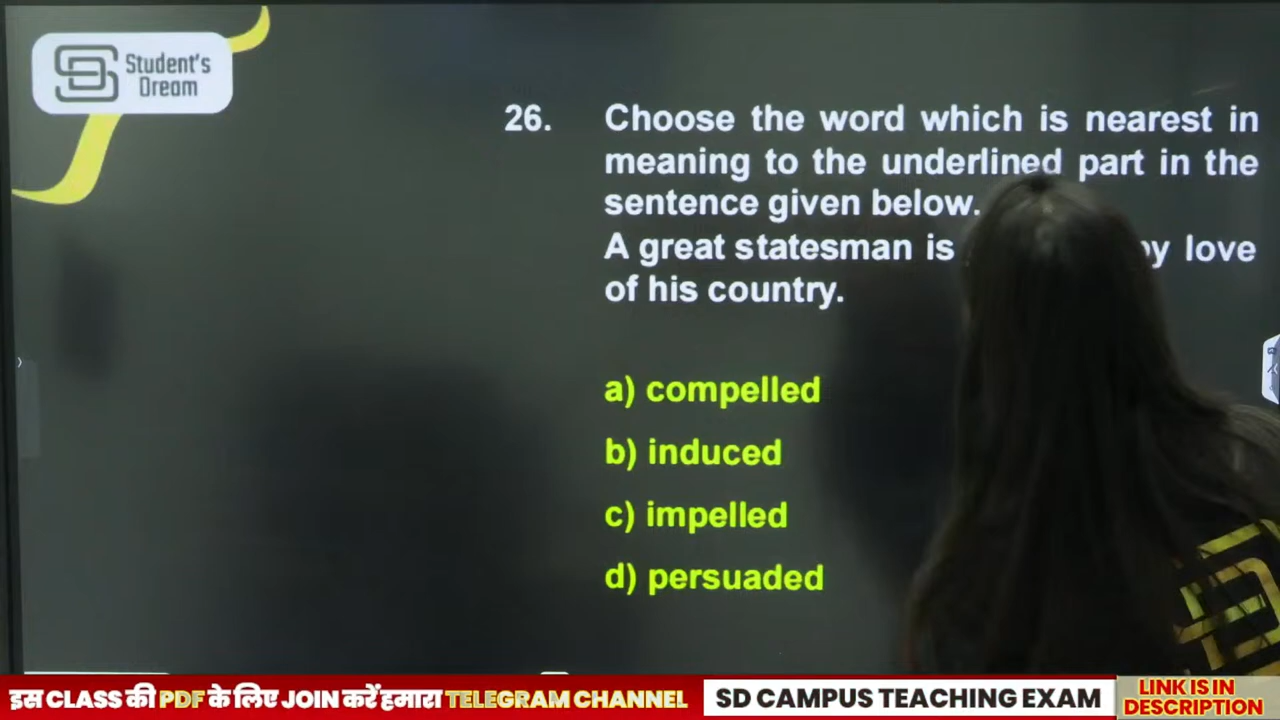 Student's
Dream
26. Choose the word which is nearest in
meaning to the underlined part in the
sentence given below.
A great statesman is by love
of his country.
a) compelled
b) induced
c) impelled
d) persuaded
इस CLASS की PDF के लिए JOIN करें हमारा TELEGRAM CHANNEL
SD CAMPUS TEACHING EXAM
LINK IS IN
DESCRIPTION